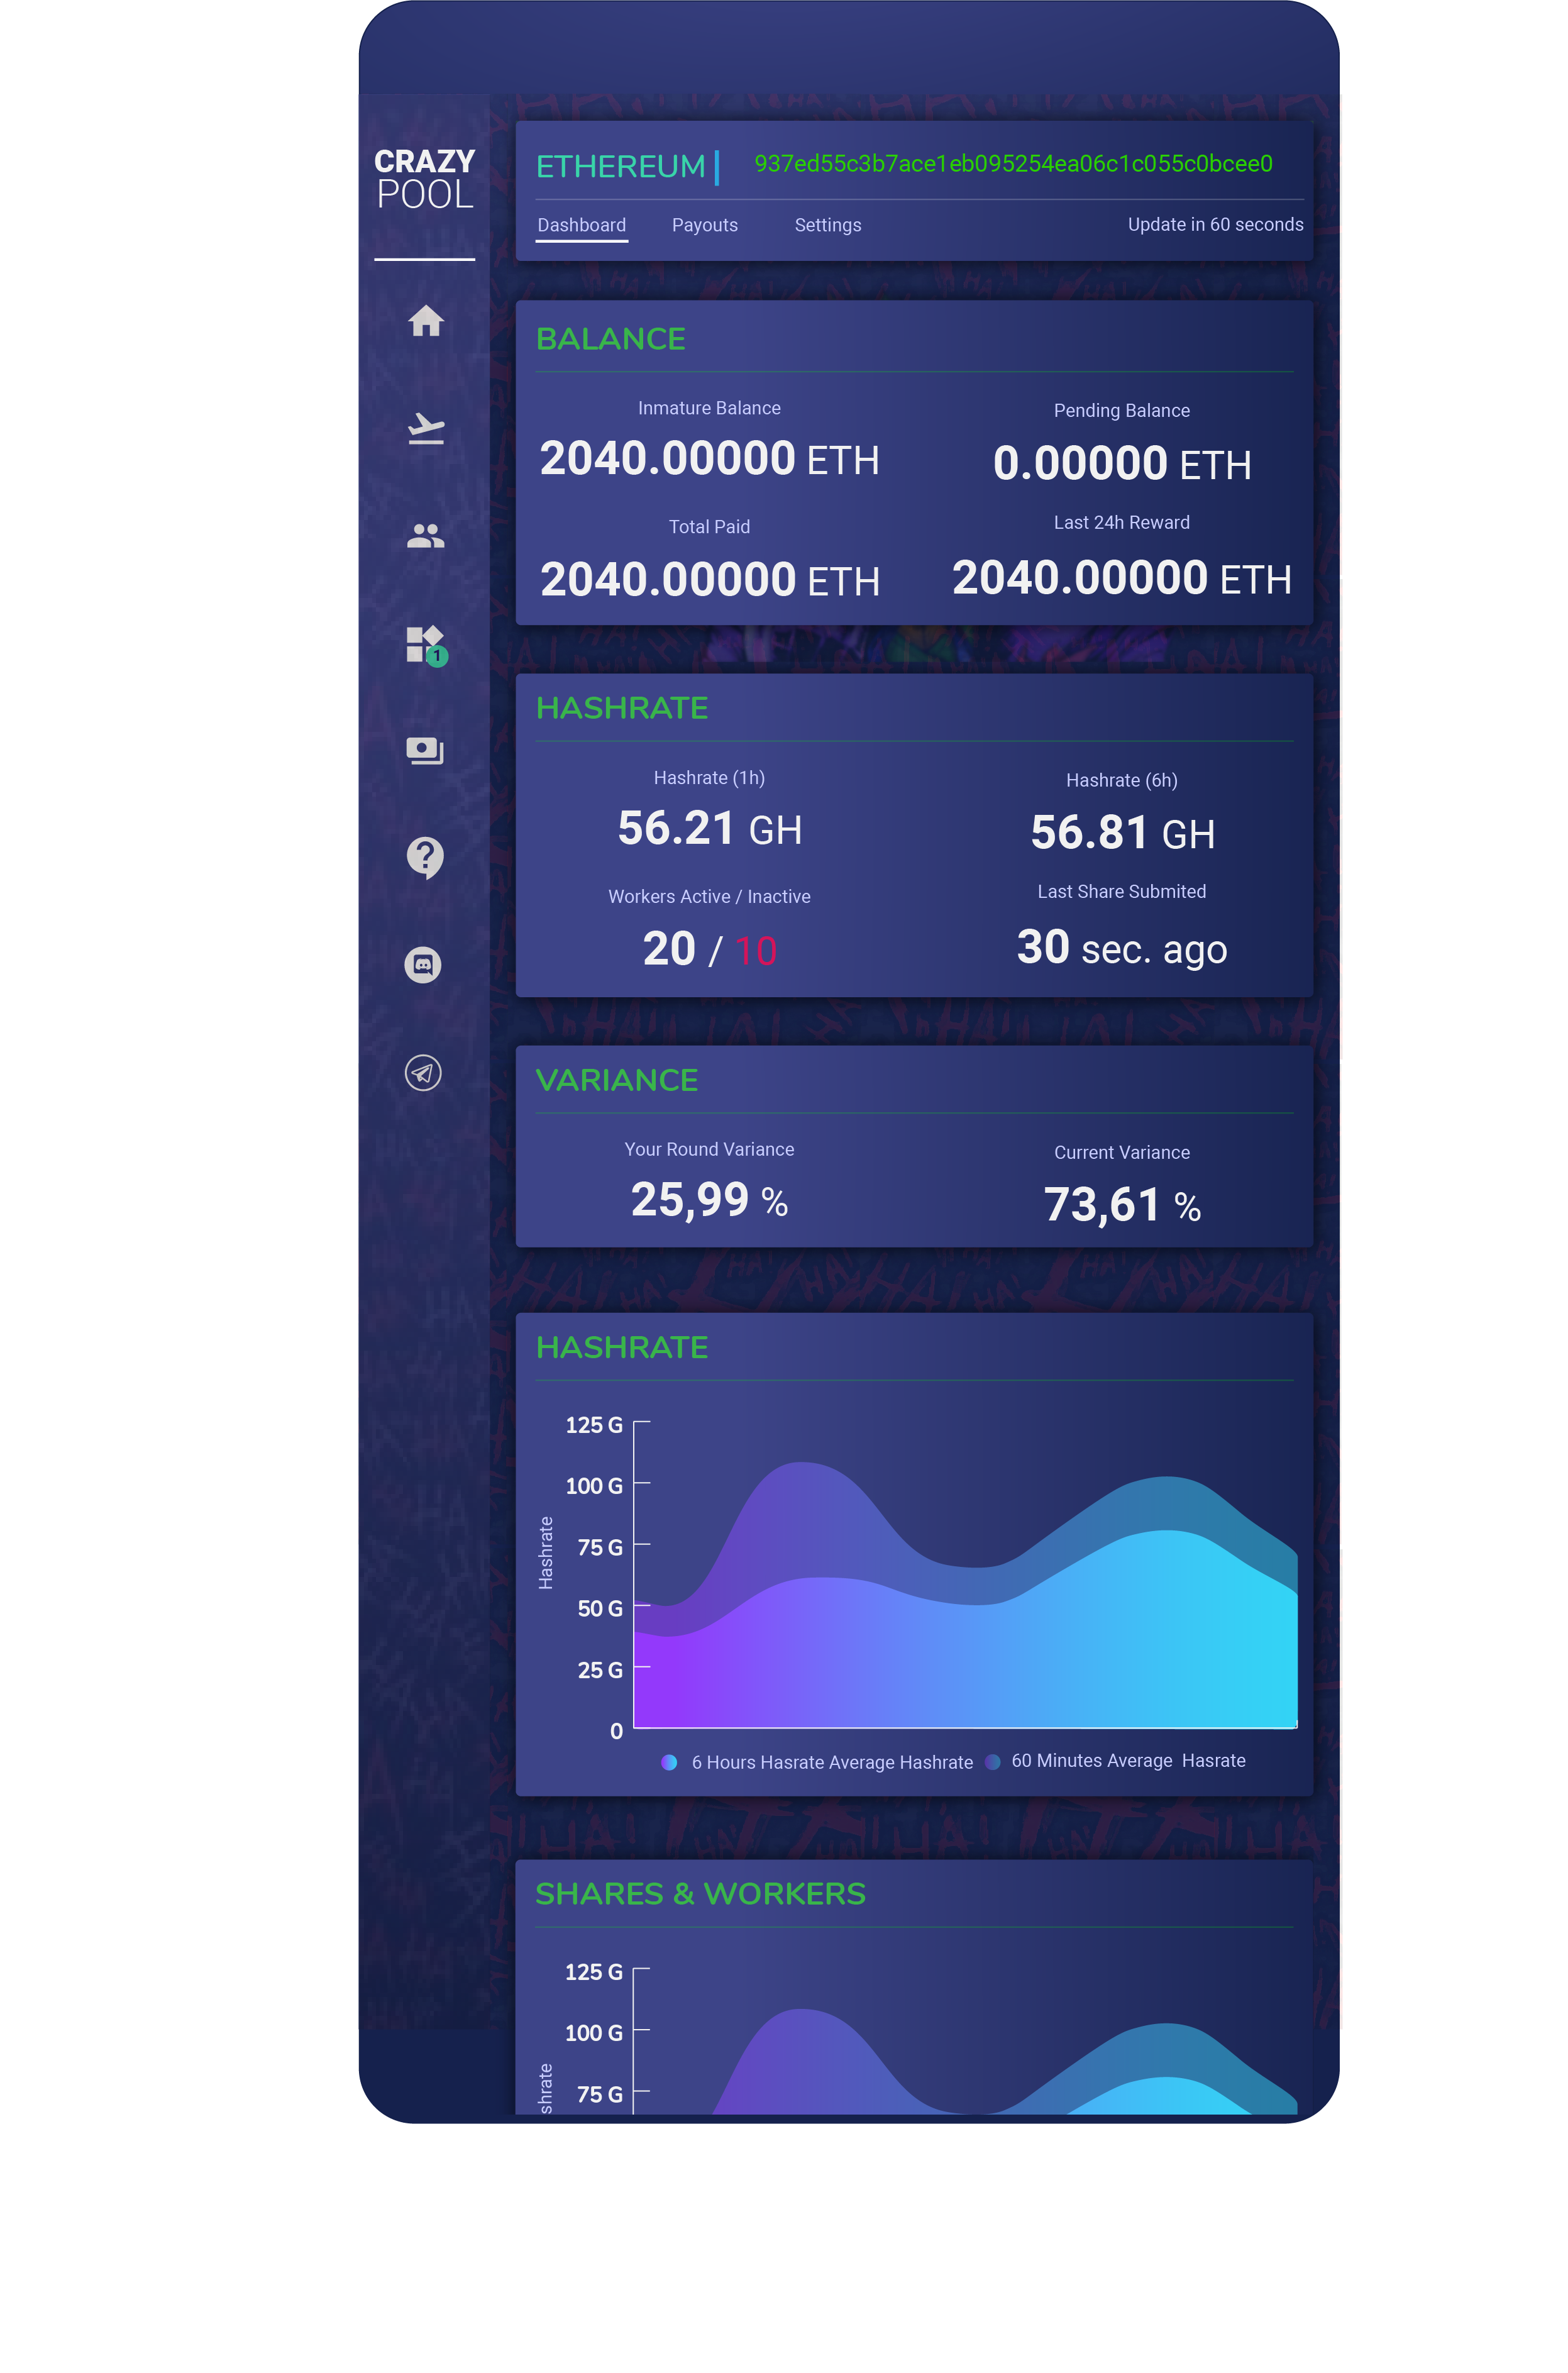 CRAZY
POOL
ETHEREUM
937ed55c3b7ace1eb095254ea06c1c055c0bcee0
Dashboard Payouts Settings Update in 60 seconds
BALANCE
Inmature Balance Pending Balance
2040.00000 ETH 0.00000 ETH
Total Paid Last 24h Reward
2040.00000 ETH 2040.00000 ETH
1
HASHRATE
Hashrate (1h) Hashrate (6h)
56.21 GH 56.81 GH
Workers Active / Inactive Last Share Submited
20 / 10 30 sec. ago
VARIANCE
Your Round Variance Current Variance
25,99 % 73,61 %
HASHRATE
125 G
100 G
75 G
50 G
25 G
0
Hashrate
6 Hours Hasrate Average Hashrate 60 Minutes Average Hasrate
SHARES & WORKERS
125 G
100 G
75 G
shrate